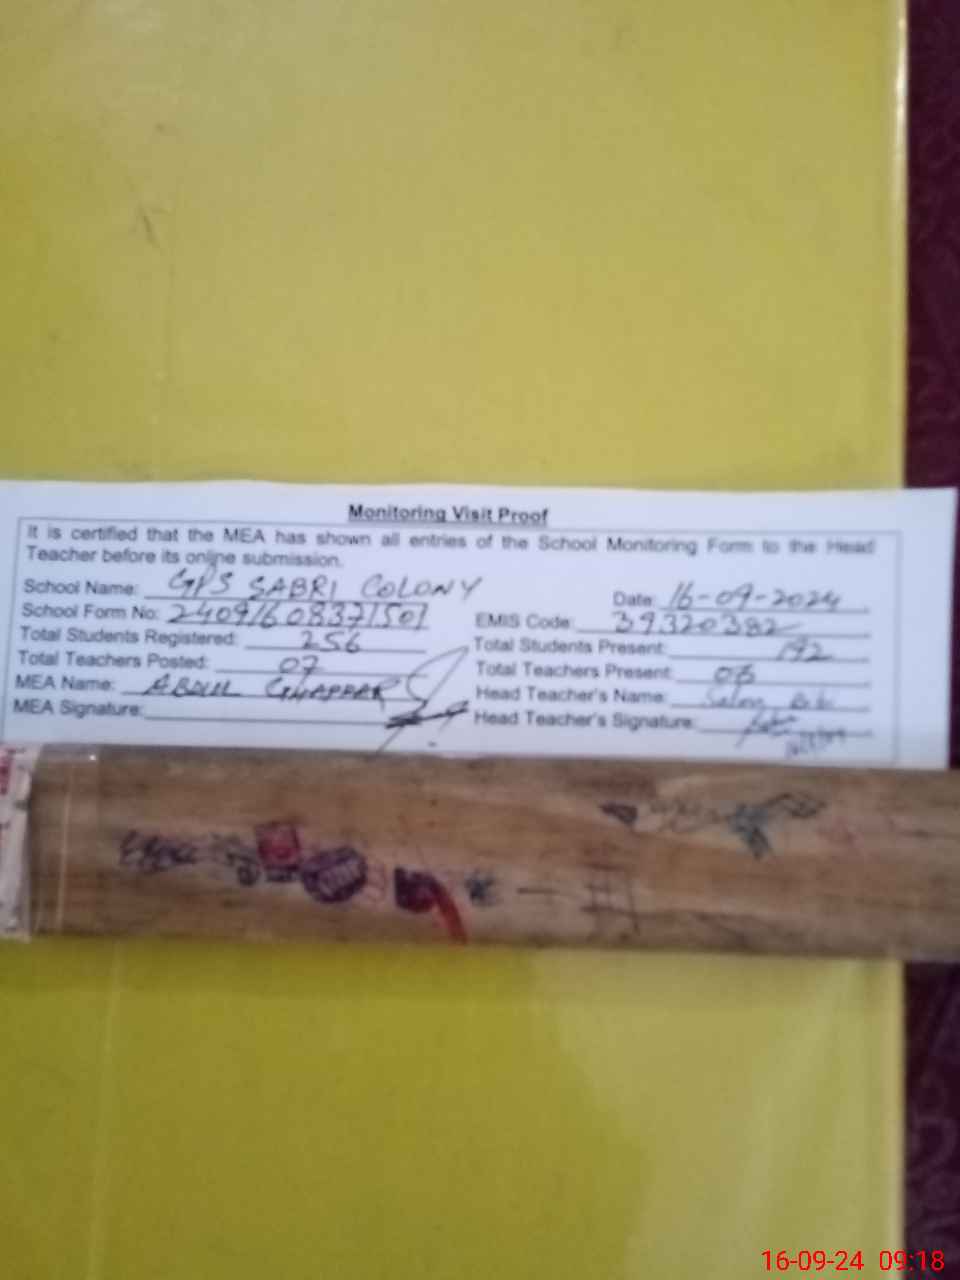 Monitoring Visit Proof
It is certified that the MEA has shown all entries of the School Monitoring Form to the Head
Teacher before its online submission.
School Name: GPS SABRI COLONY
Date: 16-09-2024
School Form No: 24091608371501
EMIS Code: 39320382
Total Students Registered: 256
Total Students Present: 192
Total Teachers Posted: 07
Total Teachers Present:
MEA Name: ABDUL GHAFFAR
Head Teacher's Name: Bibi
MEA Signature:
Head Teacher's Signature:
16-09-24 09:18